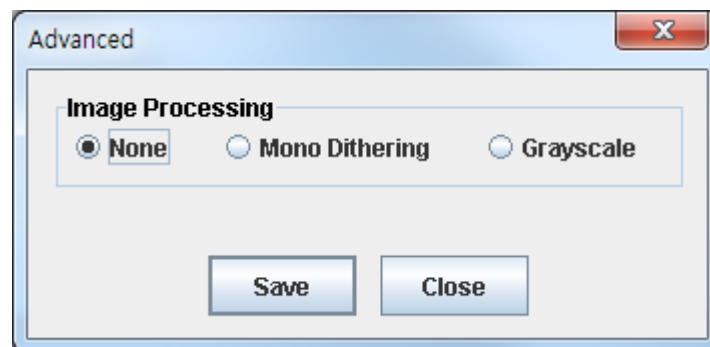 Advanced
Image Processing
None Mono Dithering Grayscale
Save Close